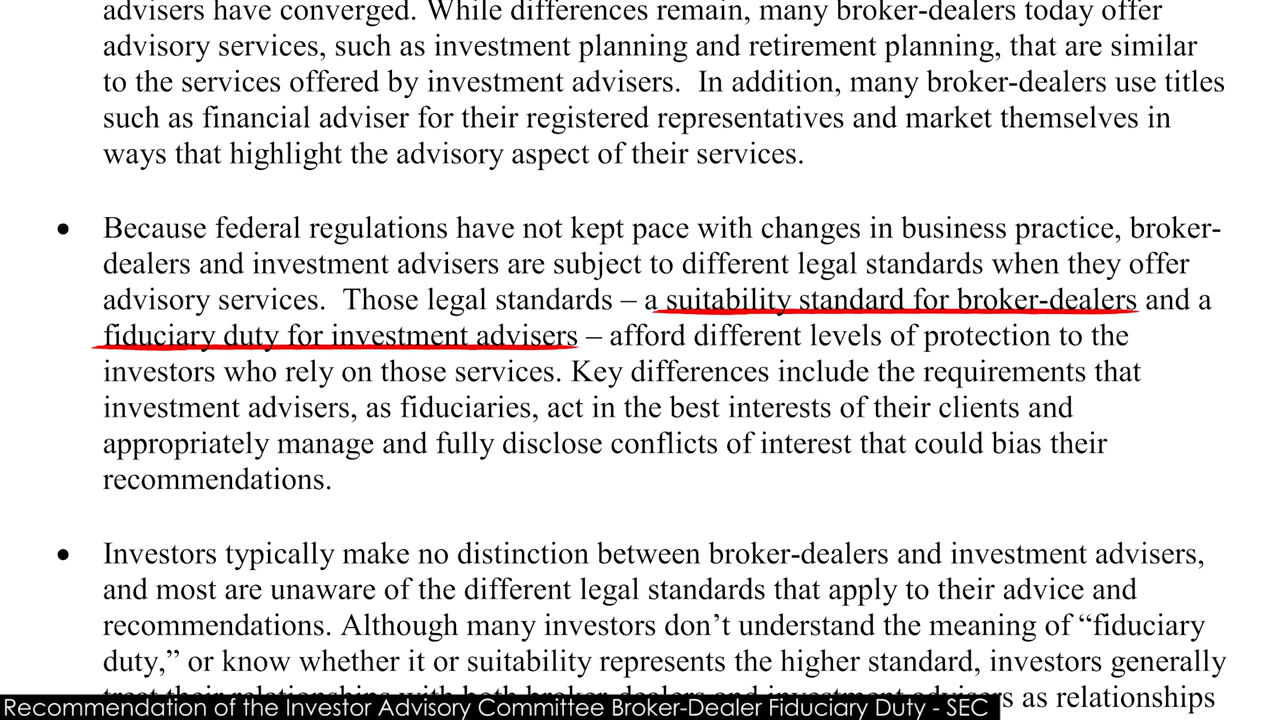 advisers have converged. While differences remain, many broker-dealers today offer
advisory services, such as investment planning and retirement planning, that are similar
to the services offered by investment advisers.  In addition, many broker-dealers use titles
such as financial adviser for their registered representatives and market themselves in
ways that highlight the advisory aspect of their services.
• Because federal regulations have not kept pace with changes in business practice, broker-
dealers and investment advisers are subject to different legal standards when they offer
advisory services.  Those legal standards – a suitability standard for broker-dealers and a
fiduciary duty for investment advisers – afford different levels of protection to the
investors who rely on those services. Key differences include the requirements that
investment advisers, as fiduciaries, act in the best interests of their clients and
appropriately manage and fully disclose conflicts of interest that could bias their
recommendations.
• Investors typically make no distinction between broker-dealers and investment advisers,
and most are unaware of the different legal standards that apply to their advice and
recommendations. Although many investors don’t understand the meaning of “fiduciary
duty,” or know whether it or suitability represents the higher standard, investors generally
treat their relationships with both broker-dealers and investment advisers as relationships
Recommendation of the Investor Advisory Committee Broker-Dealer Fiduciary Duty - SEC